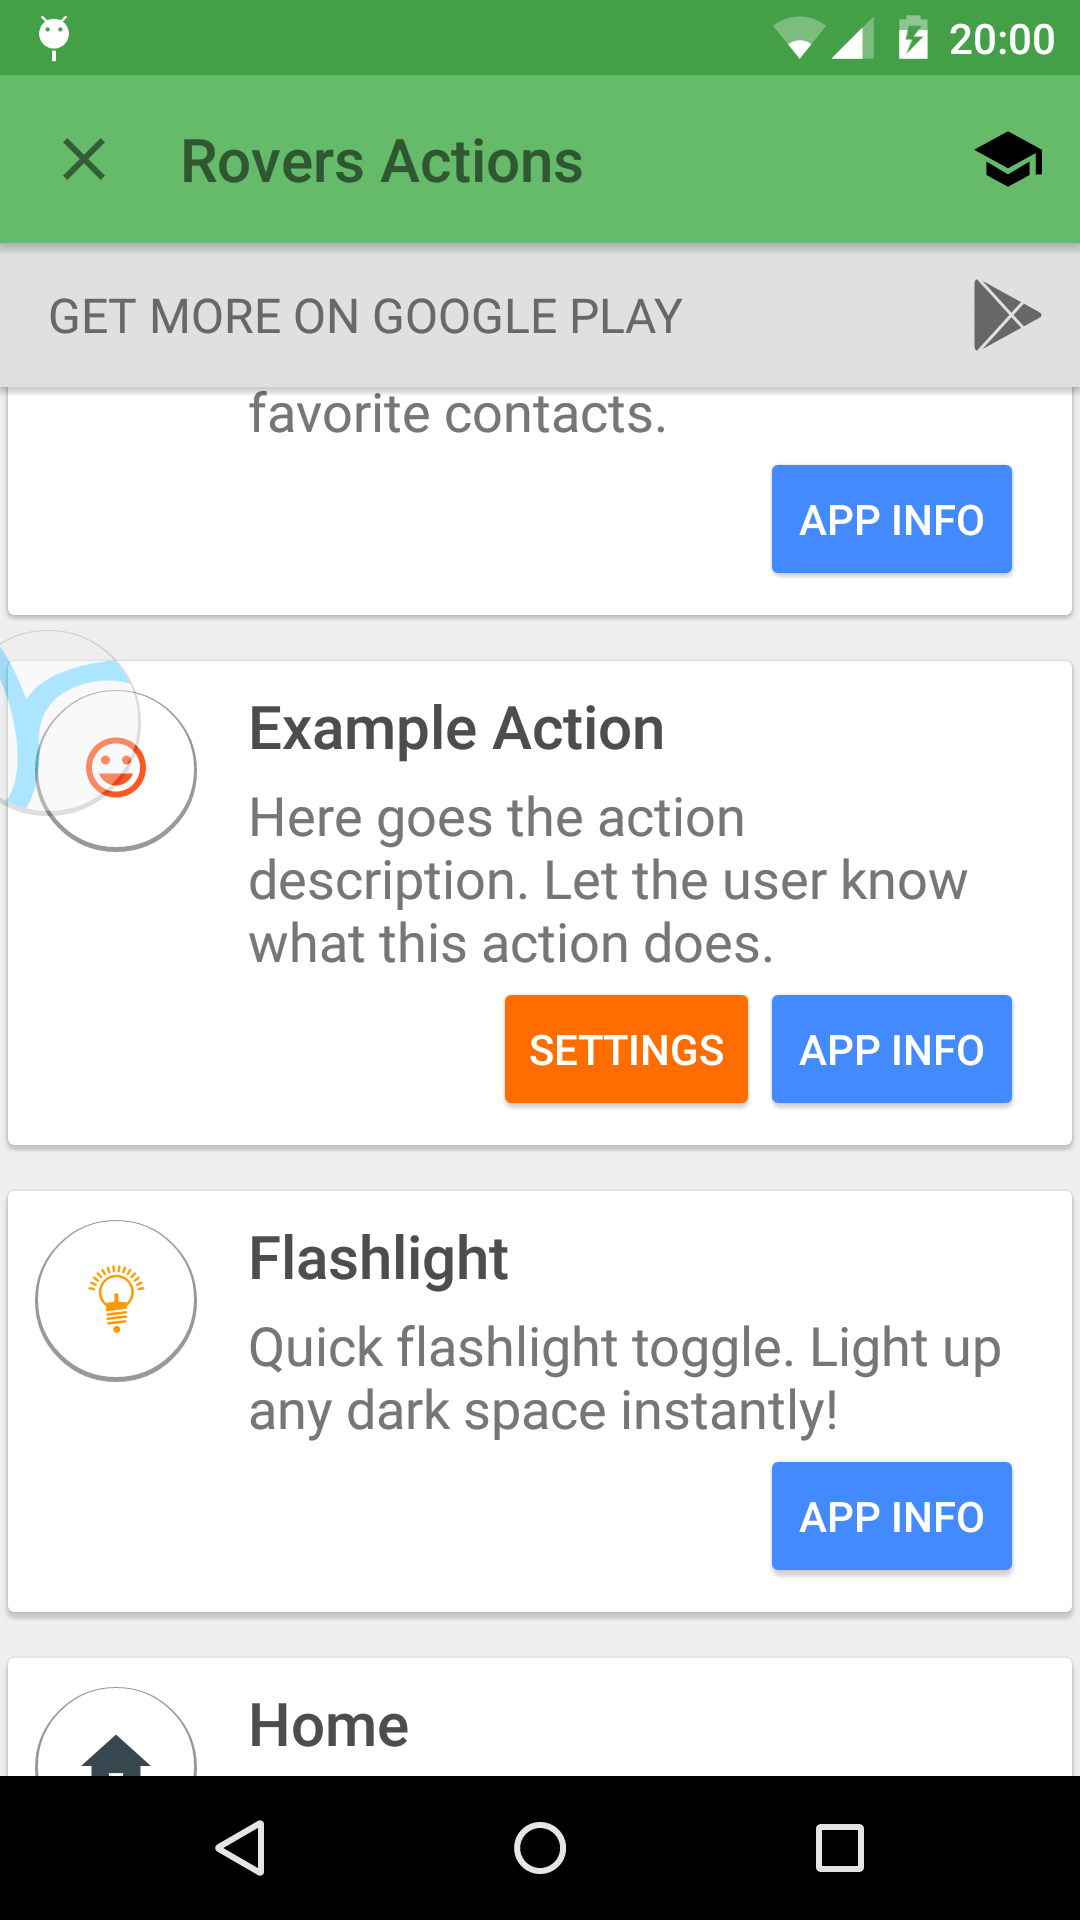 20:00
Rovers Actions
GET MORE ON GOOGLE PLAY
favorite contacts.
APP INFO
Example Action
Here goes the action
description. Let the user know
what this action does.
SETTINGS
APP INFO
Flashlight
Quick flashlight toggle. Light up
any dark space instantly!
APP INFO
Home